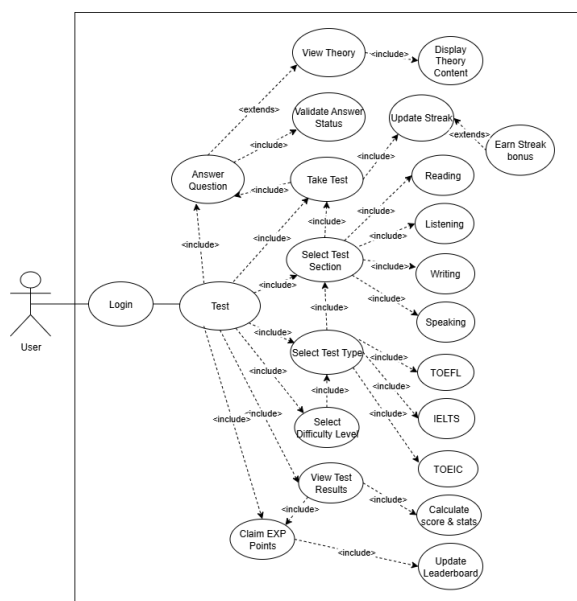 View Theory
<include>
Display
Theory
Content
<extends>
Validate Answer
Status
<include>
Update Streak
<extends>
Earn Streak
bonus
Answer
Question
<include>
Take Test
<include>
Reading
<include>
<include>
<include>
Listening
<include>
<include>
Select Test
Section
<include>
Writing
<include>
<include>
Speaking
User
Login
Test
<include>
<include>
Select Test Type
<include>
TOEFL
<include>
<include>
<include>
IELTS
Select
Difficulty Level
<include>
<include>
<include>
TOEIC
View Test
Results
<include>
<include>
Calculate
score & stats
Claim EXP
Points
<include>
Update
Leaderboard